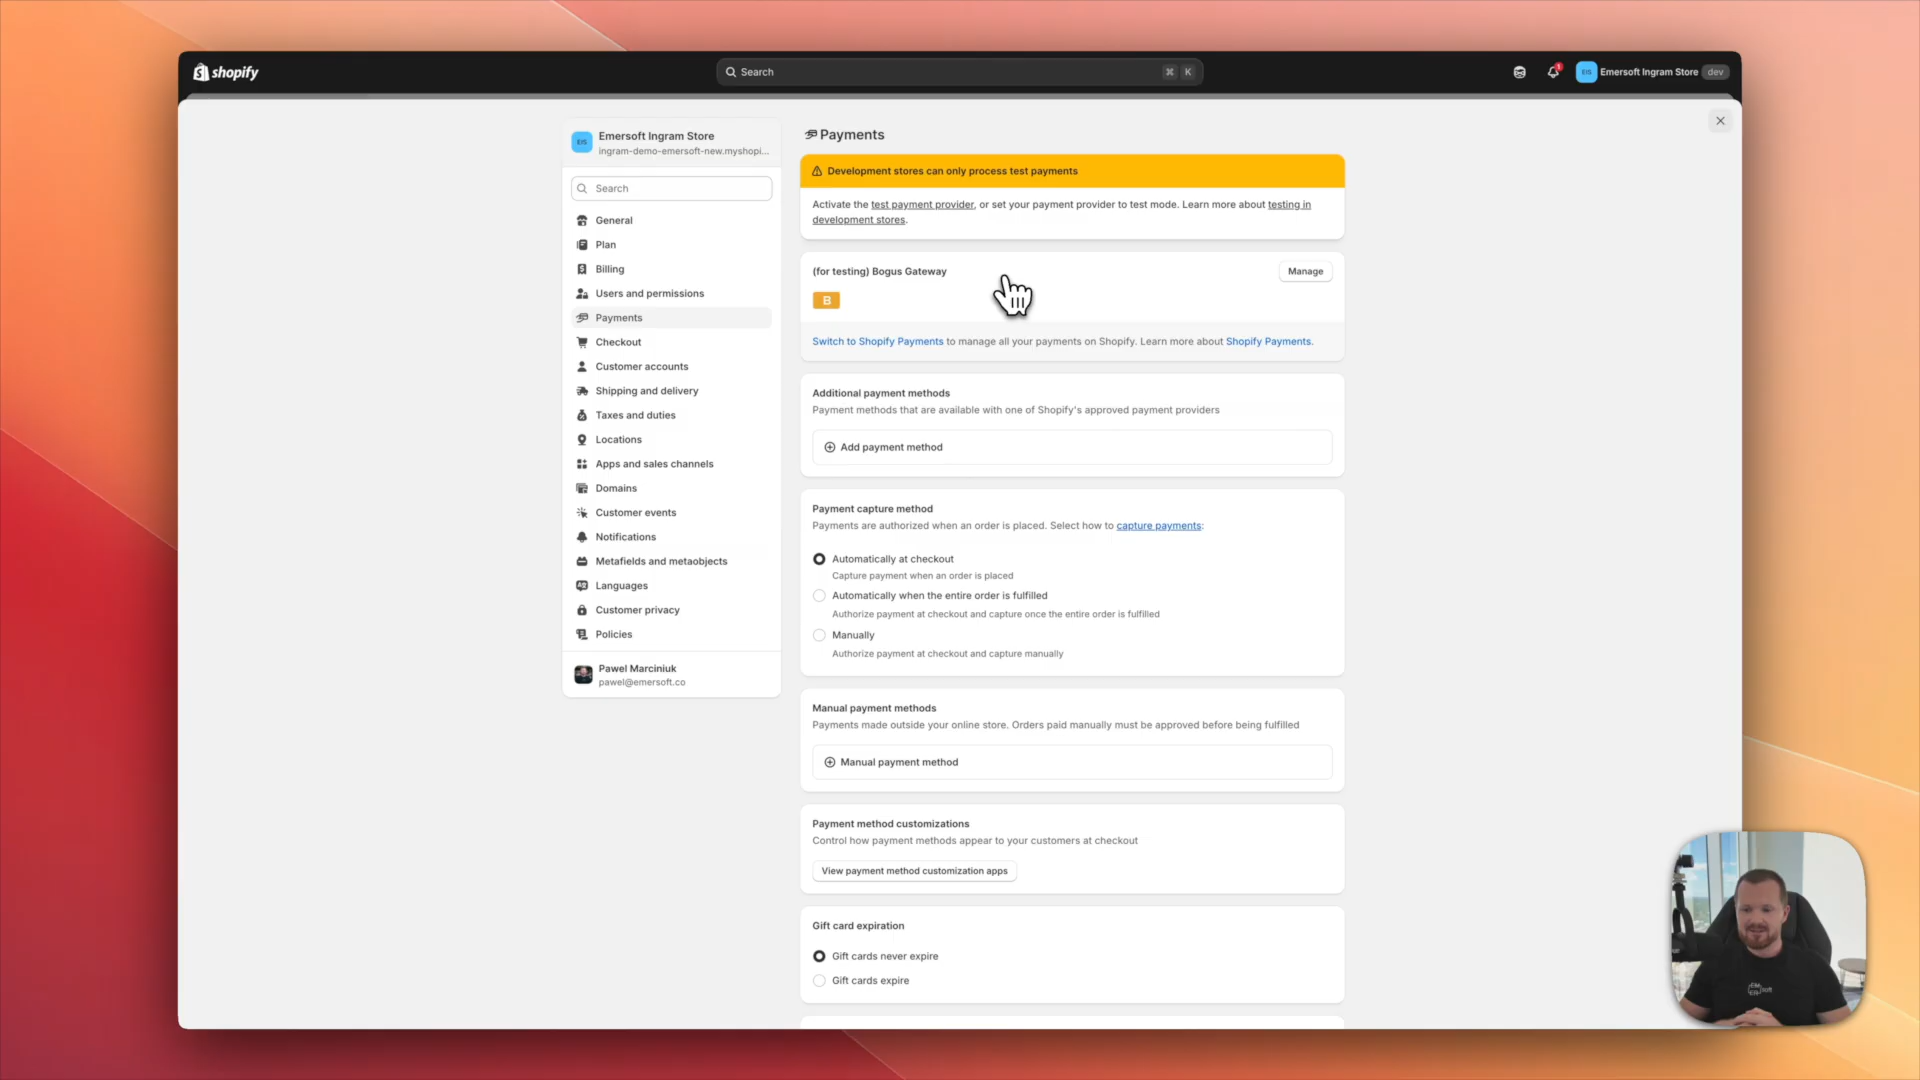 shopify
Search
⌘ K
1
EIS
Emersoft Ingram Store
dev
EIS
Emersoft Ingram Store
ingram-demo-emersoft-new.myshopi...
Search
General
Plan
Billing
Users and permissions
Payments
Checkout
Customer accounts
Shipping and delivery
Taxes and duties
Locations
Apps and sales channels
Domains
Customer events
Notifications
Metafields and metaobjects
Languages
Customer privacy
Policies
Pawel Marciniuk
pawel@emersoft.co
Payments
Development stores can only process test payments
Activate the test payment provider, or set your payment provider to test mode. Learn more about testing in
development stores.
(for testing) Bogus Gateway
Manage
B
Switch to Shopify Payments to manage all your payments on Shopify. Learn more about Shopify Payments.
Additional payment methods
Payment methods that are available with one of Shopify's approved payment providers
Add payment method
Payment capture method
Payments are authorized when an order is placed. Select how to capture payments:
Automatically at checkout
Capture payment when an order is placed
Automatically when the entire order is fulfilled
Authorize payment at checkout and capture once the entire order is fulfilled
Manually
Authorize payment at checkout and capture manually
Manual payment methods
Payments made outside your online store. Orders paid manually must be approved before being fulfilled
Manual payment method
Payment method customizations
Control how payment methods appear to your customers at checkout
View payment method customization apps
Gift card expiration
Gift cards never expire
Gift cards expire